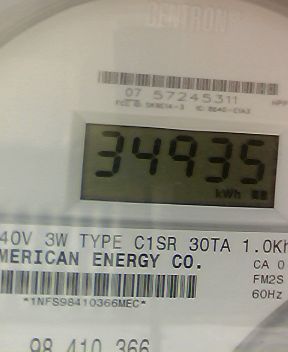 CENTRON®
07 57245311
34935
kWh
40V 3W TYPE C1SR 30TA 1.0Kh
MERICAN ENERGY CO.
CA 0
FM2S
60Hz
*1NFS98410366MEC*
98 410 366